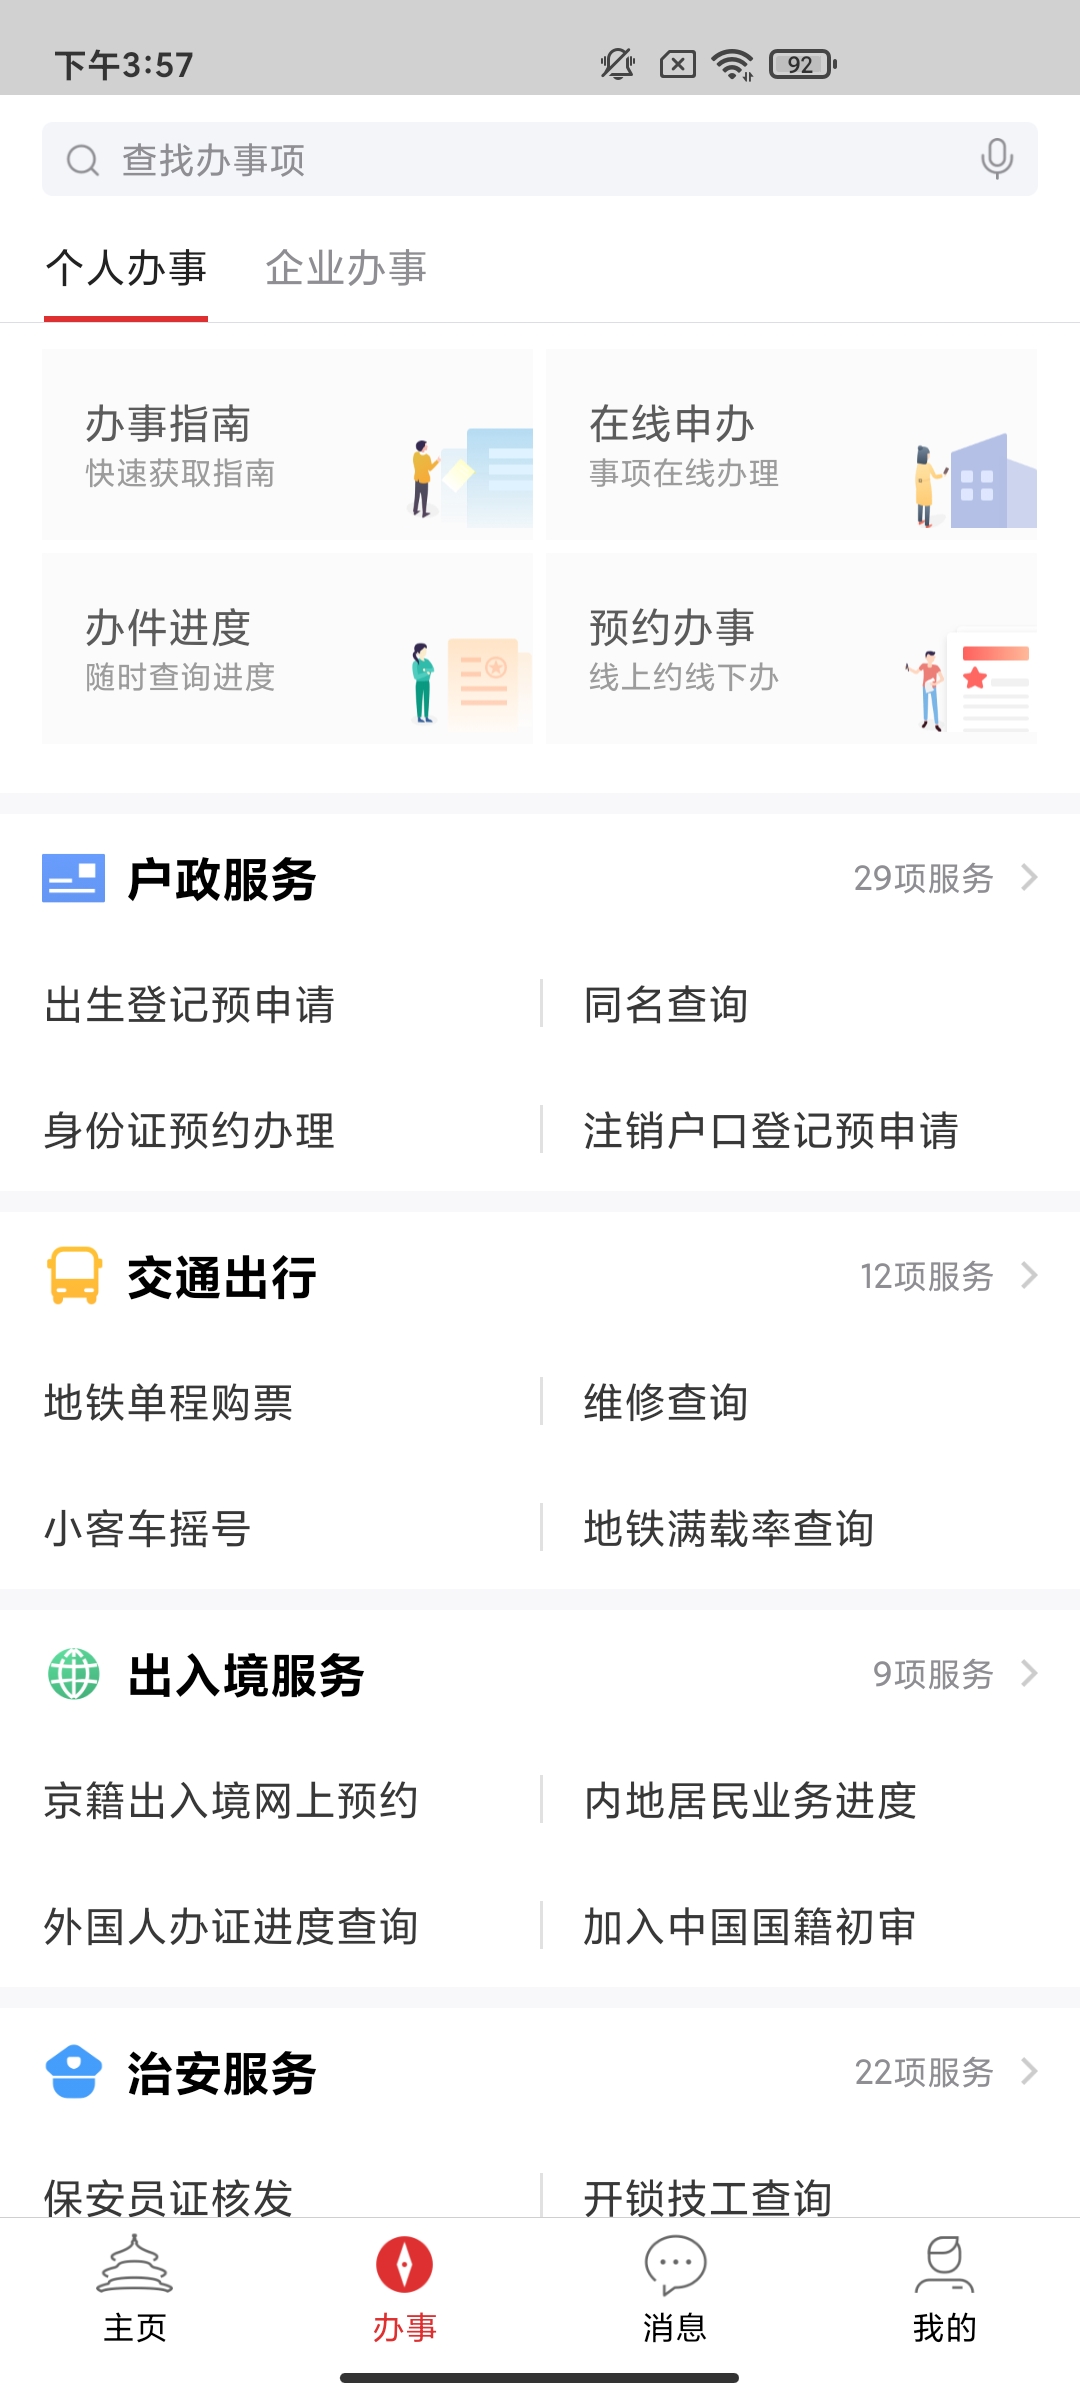 下午3:57
92
查找办事项
个人办事 企业办事
办事指南 在线申办
快速获取指南 事项在线办理
办件进度 预约办事
随时查询进度 线上约线下办
户政服务 29项服务
出生登记预申请 同名查询
身份证预约办理 注销户口登记预申请
交通出行 12项服务
地铁单程购票 维修查询
小客车摇号 地铁满载率查询
出入境服务 9项服务
京籍出入境网上预约 内地居民业务进度
外国人办证进度查询 加入中国国籍初审
治安服务 22项服务
保安员证核发 开锁技工查询
主页 办事 消息 我的